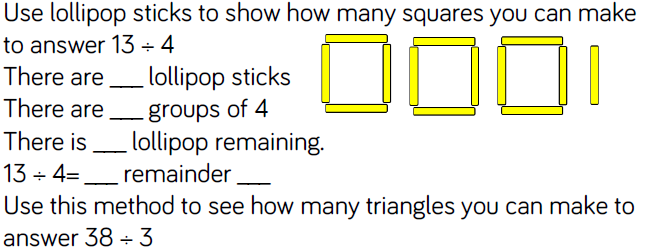 Use lollipop sticks to show how many squares you can make
to answer 13 ÷ 4
There are ___ lollipop sticks
There are ___ groups of 4
There is ___ lollipop remaining.
13 ÷ 4= ___ remainder ___
Use this method to see how many triangles you can make to
answer 38 ÷ 3